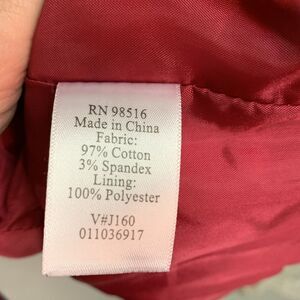 RN 98516
Made in China
Fabric:
97% Cotton
3% Spandex
Lining:
100% Polyester
V#J160
011036917